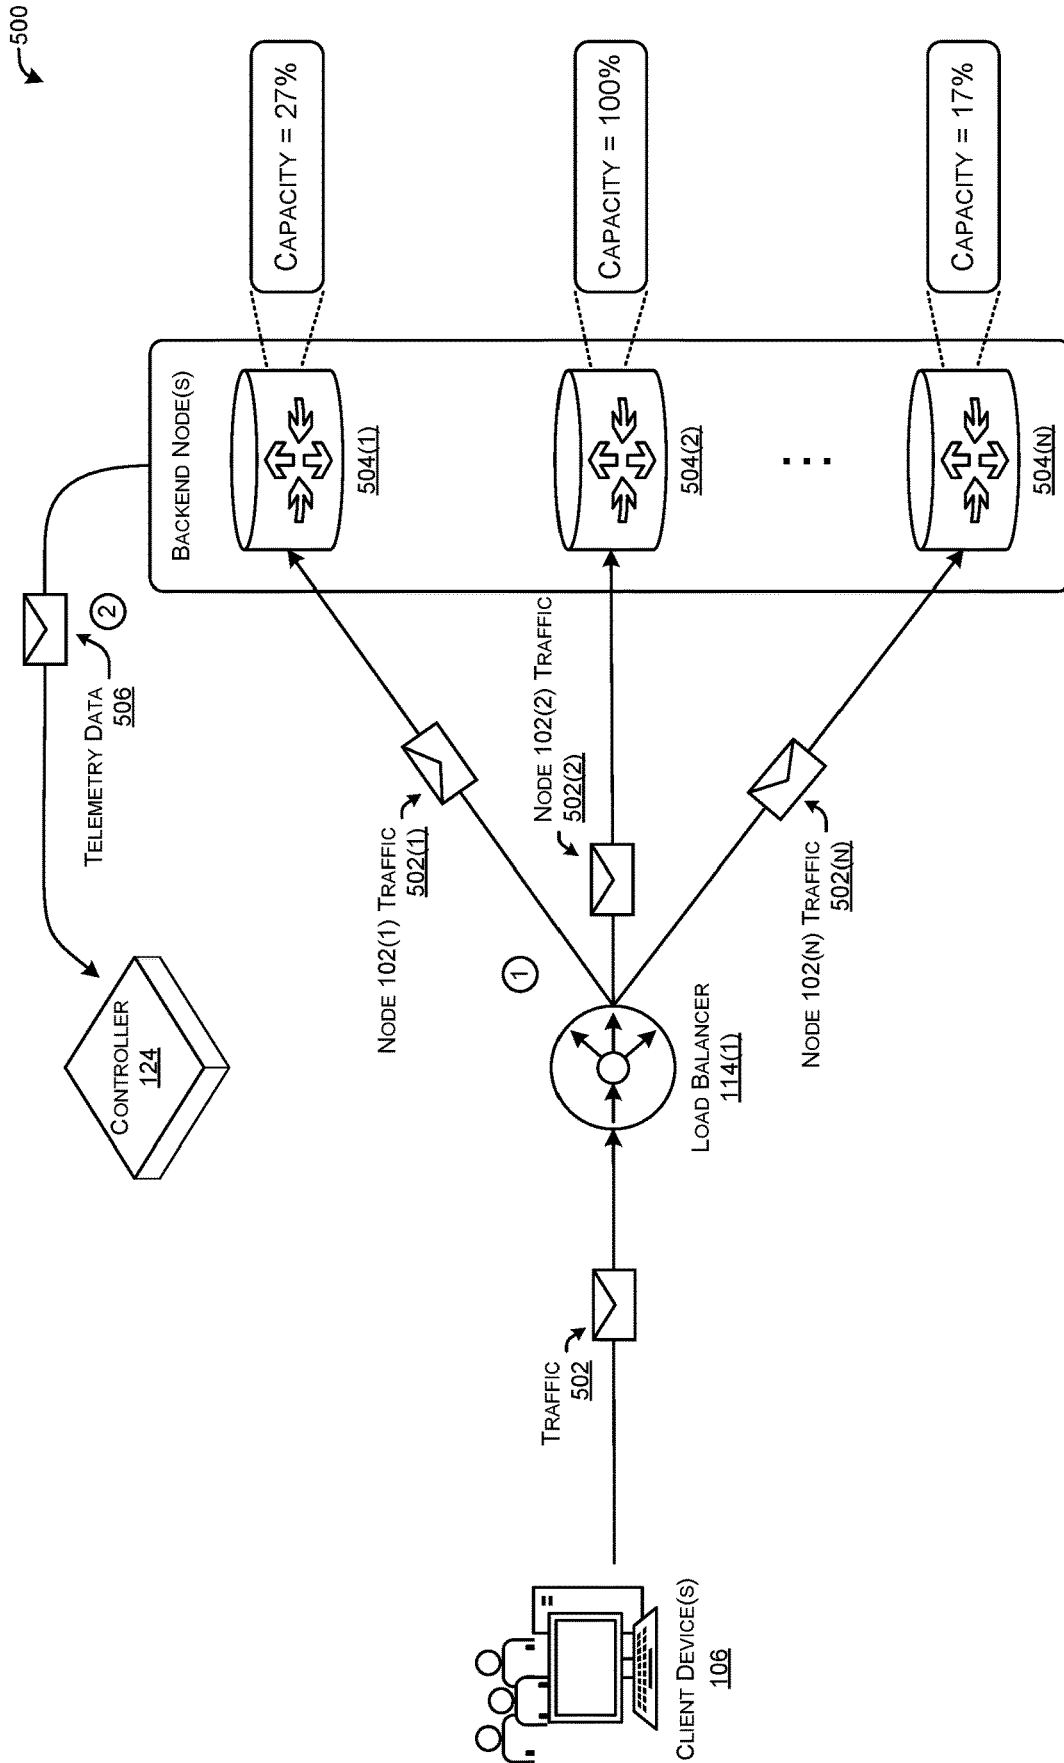 500
CONTROLLER
124
TELEMETRY DATA
506
2
BACKEND NODE(S)
NODE 102(1) TRAFFIC
502(1)
504(1)
CAPACITY = 27%
1
CLIENT DEVICE(S)
106
TRAFFIC
502
LOAD BALANCER
114(1)
NODE 102(2) TRAFFIC
502(2)
504(2)
CAPACITY = 100%
...
NODE 102(N) TRAFFIC
502(N)
504(N)
CAPACITY = 17%